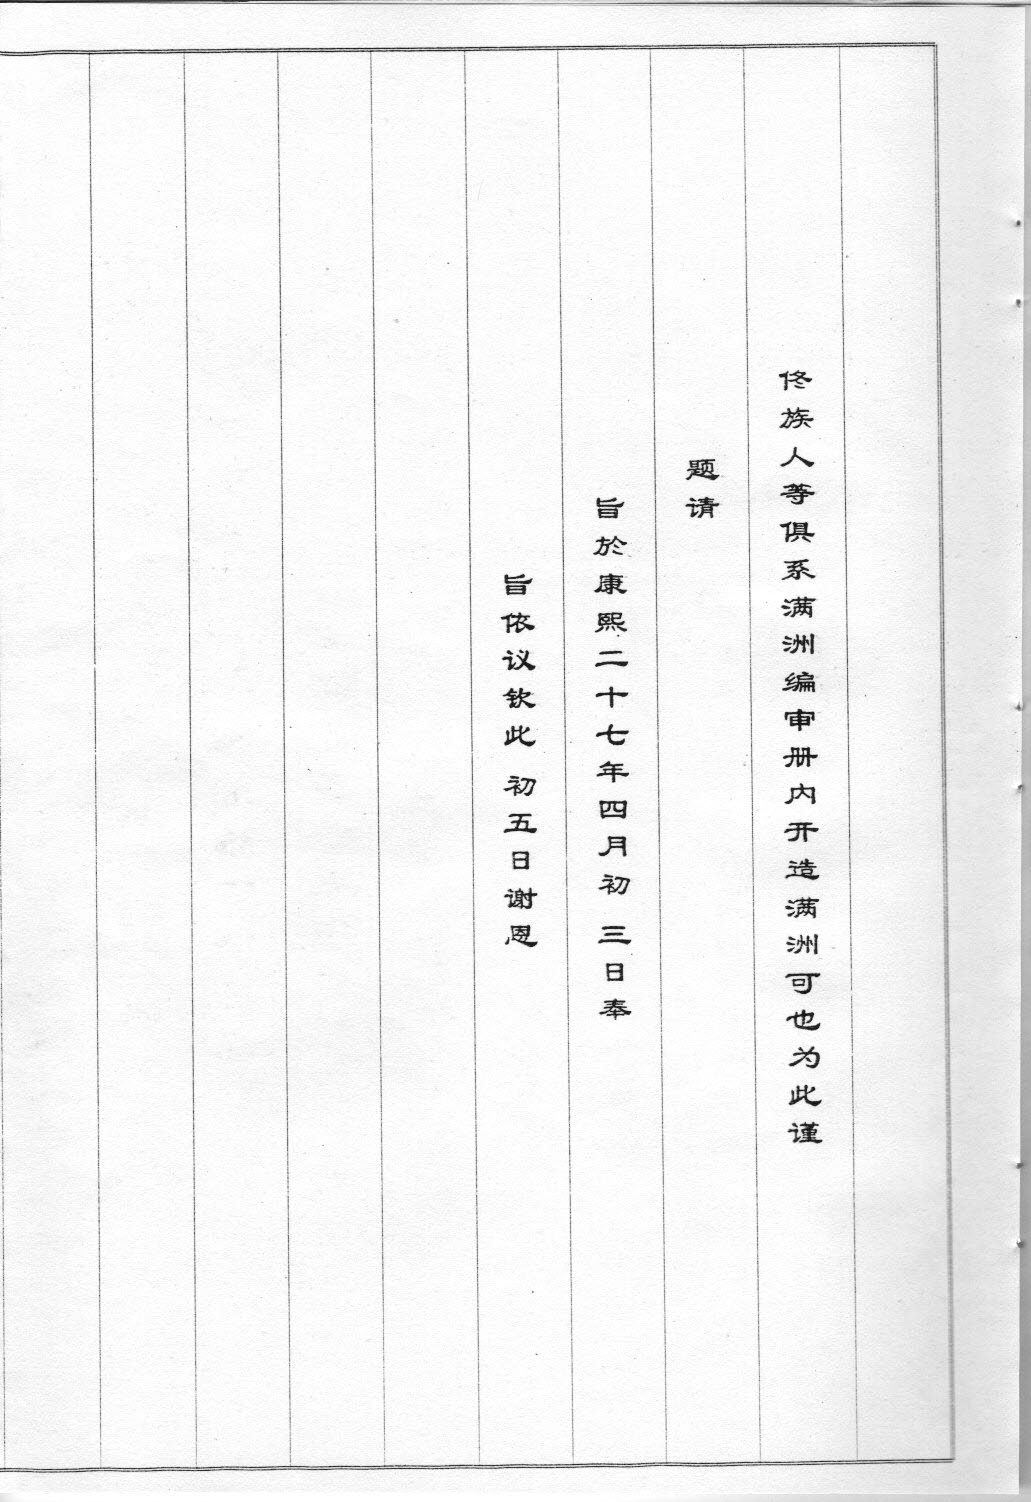 佟族人等俱系满洲编审册内开造满洲可也为此谨
题请
旨於康熙二十七年四月初三日奉
旨依议钦此 初五日谢恩